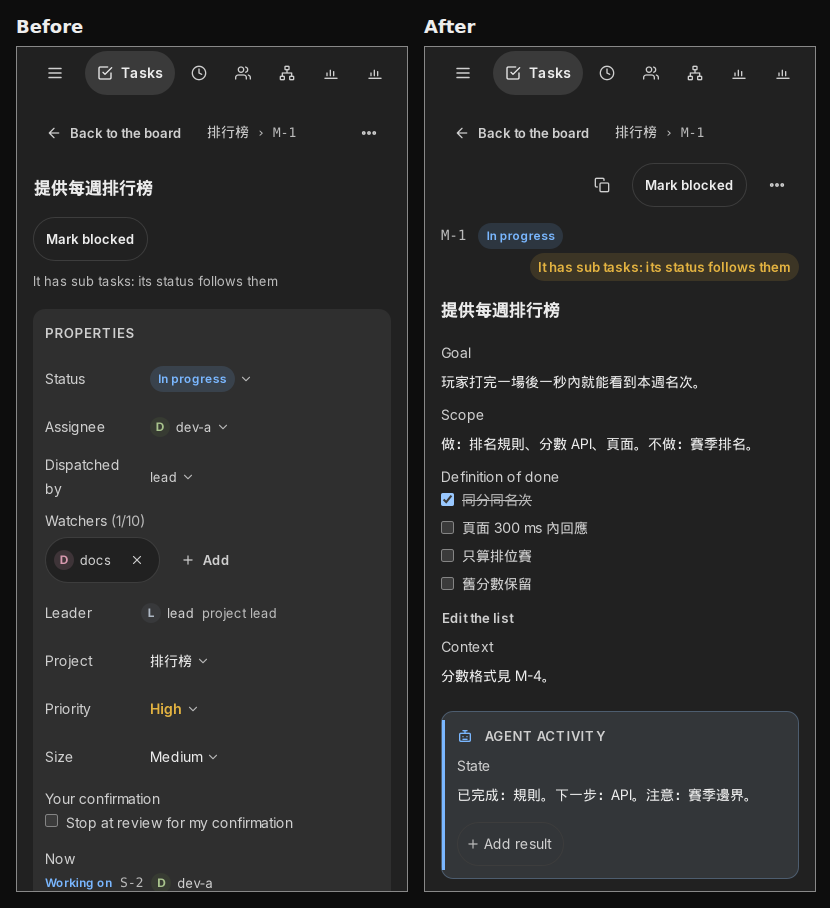 Before
Tasks
Back to the board 排行榜 › M-1
提供每週排行榜
Mark blocked
It has sub tasks: its status follows them
PROPERTIES
Status In progress
Assignee D dev-a
Dispatched by lead
Watchers (1/10)
D docs × + Add
Leader L lead project lead
Project 排行榜
Priority High
Size Medium
Your confirmation
Stop at review for my confirmation
Now
Working on S-2 D dev-a
After
Tasks
Back to the board 排行榜 › M-1
Mark blocked
M-1 In progress
It has sub tasks: its status follows them
提供每週排行榜
Goal
玩家打完一場後一秒內就能看到本週名次。
Scope
做：排名規則、分數 API、頁面。不做：賽季排名。
Definition of done
同分同名次
頁面 300 ms 內回應
只算排位賽
舊分數保留
Edit the list
Context
分數格式見 M-4。
AGENT ACTIVITY
State
已完成：規則。下一步：API。注意：賽季邊界。
+ Add result